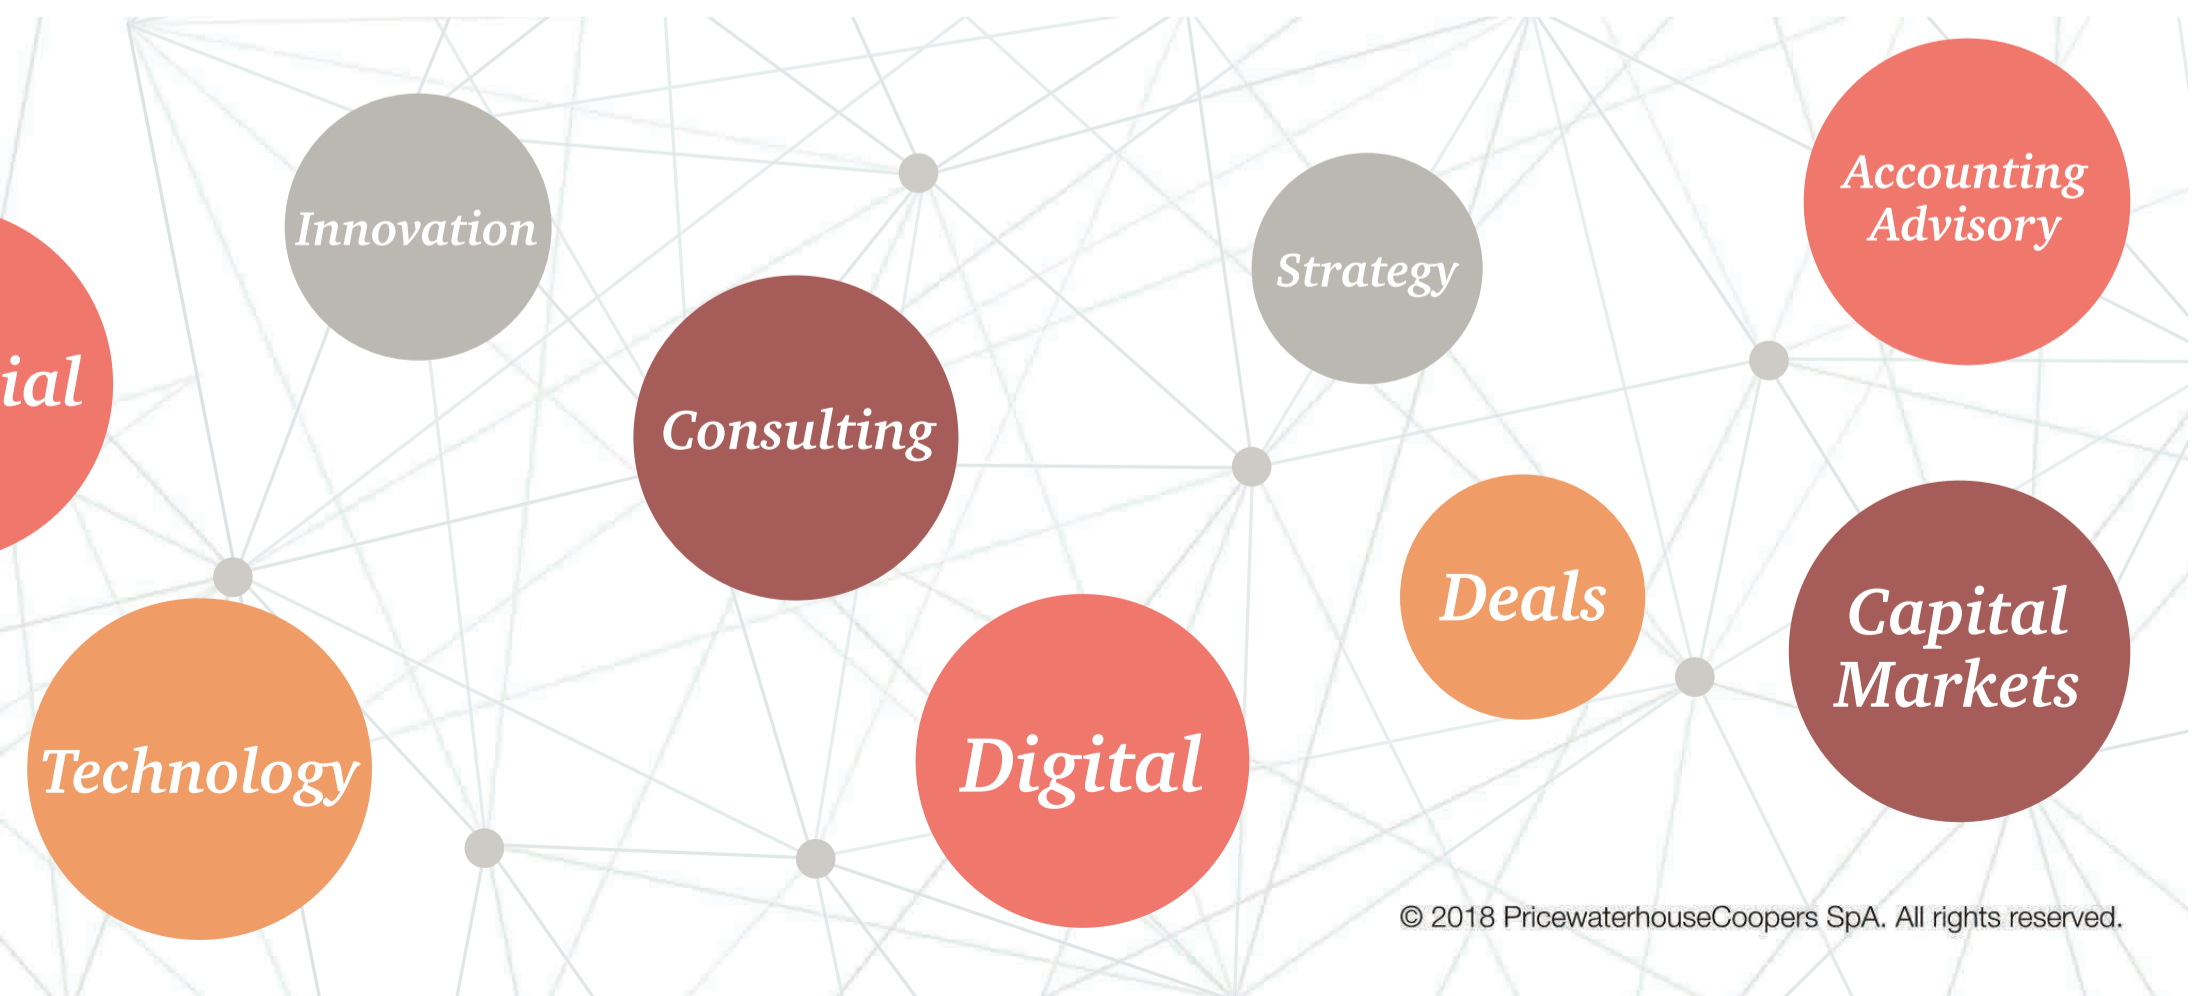 Innovation
Accounting
Advisory
Strategy
ial
Consulting
Deals
Capital
Markets
Technology
Digital
© 2018 PricewaterhouseCoopers SpA. All rights reserved.